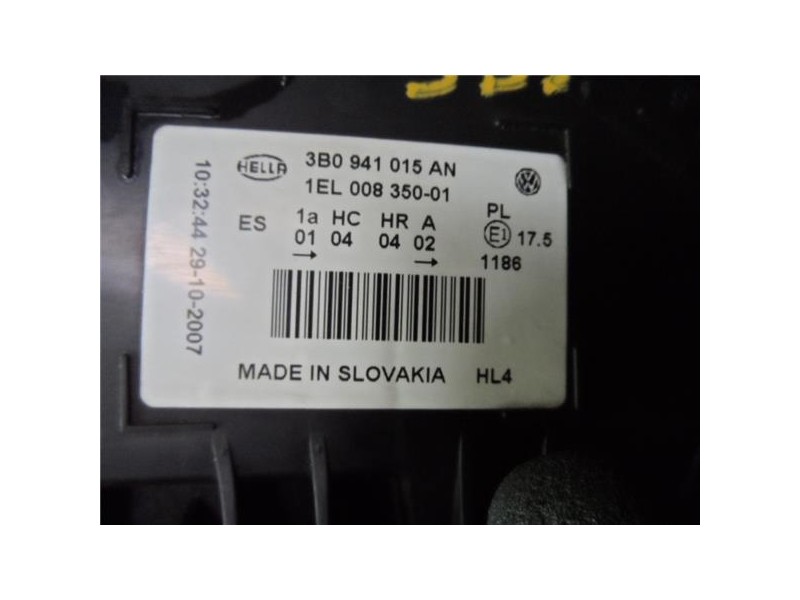 HELLA 3B0 941 015 AN
1EL 008 350-01
ES 1a HC HR A PL
01 04 04 02 E1 17.5
1186
MADE IN SLOVAKIA HL4
10:32:44 29-10-2007